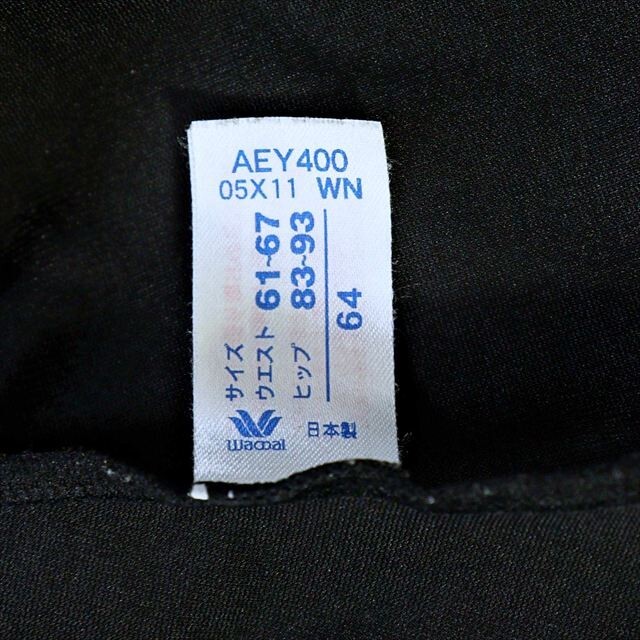 AEY400
05X11 WN
サイズ
ウエスト 61~67
ヒップ 83~93
64
Wacoal
日本製